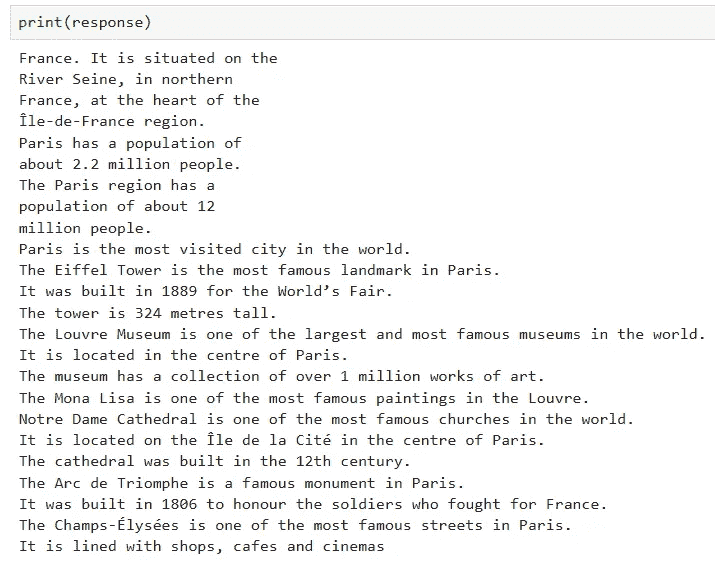 print(response)
France. It is situated on the
River Seine, in northern
France, at the heart of the
Île-de-France region.
Paris has a population of
about 2.2 million people.
The Paris region has a
population of about 12
million people.
Paris is the most visited city in the world.
The Eiffel Tower is the most famous landmark in Paris.
It was built in 1889 for the World’s Fair.
The tower is 324 metres tall.
The Louvre Museum is one of the largest and most famous museums in the world.
It is located in the centre of Paris.
The museum has a collection of over 1 million works of art.
The Mona Lisa is one of the most famous paintings in the Louvre.
Notre Dame Cathedral is one of the most famous churches in the world.
It is located on the Île de la Cité in the centre of Paris.
The cathedral was built in the 12th century.
The Arc de Triomphe is a famous monument in Paris.
It was built in 1806 to honour the soldiers who fought for France.
The Champs-Élysées is one of the most famous streets in Paris.
It is lined with shops, cafes and cinemas